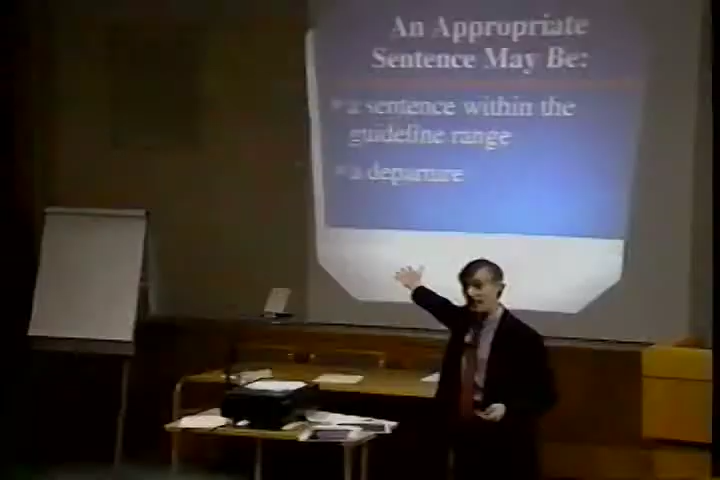 An Appropriate
Sentence May Be:
a sentence within the
guideline range
a departure